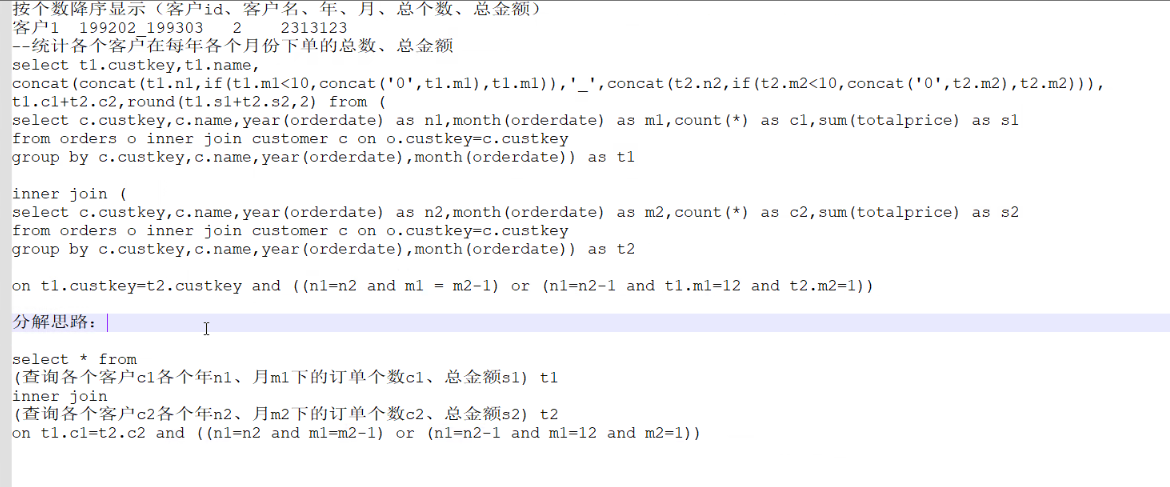 按个数降序显示（客户id、客户名、年、月、总个数、总金额）
客户1  199202_199303   2    2313123
--统计各个客户在每年各个月份下单的总数、总金额
select t1.custkey,t1.name,
concat(concat(t1.n1,if(t1.m1<10,concat('0',t1.m1),t1.m1)),'_',concat(t2.n2,if(t2.m2<10,concat('0',t2.m2),t2.m2))),
t1.c1+t2.c2,round(t1.s1+t2.s2,2) from (
select c.custkey,c.name,year(orderdate) as n1,month(orderdate) as m1,count(*) as c1,sum(totalprice) as s1
from orders o inner join customer c on o.custkey=c.custkey
group by c.custkey,c.name,year(orderdate),month(orderdate)) as t1
inner join (
select c.custkey,c.name,year(orderdate) as n2,month(orderdate) as m2,count(*) as c2,sum(totalprice) as s2
from orders o inner join customer c on o.custkey=c.custkey
group by c.custkey,c.name,year(orderdate),month(orderdate)) as t2
on t1.custkey=t2.custkey and ((n1=n2 and m1 = m2-1) or (n1=n2-1 and t1.m1=12 and t2.m2=1))
分解思路：
select * from
(查询各个客户c1各个年n1、月m1下的订单个数c1、总金额s1) t1
inner join
(查询各个客户c2各个年n2、月m2下的订单个数c2、总金额s2) t2
on t1.c1=t2.c2 and ((n1=n2 and m1=m2-1) or (n1=n2-1 and m1=12 and m2=1))